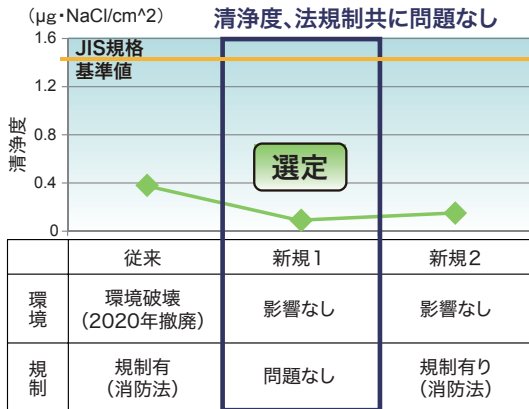 （μg・NaCl/cm^2）
清浄度、法規制共に問題なし
1.6
JIS規格
基準値
1.2
0.8
0.4
0
清浄度
選定
従来
新規1
新規2
環境
環境破壊
（2020年撤廃）
影響なし
影響なし
規制
規制有
（消防法）
問題なし
規制有り
（消防法）